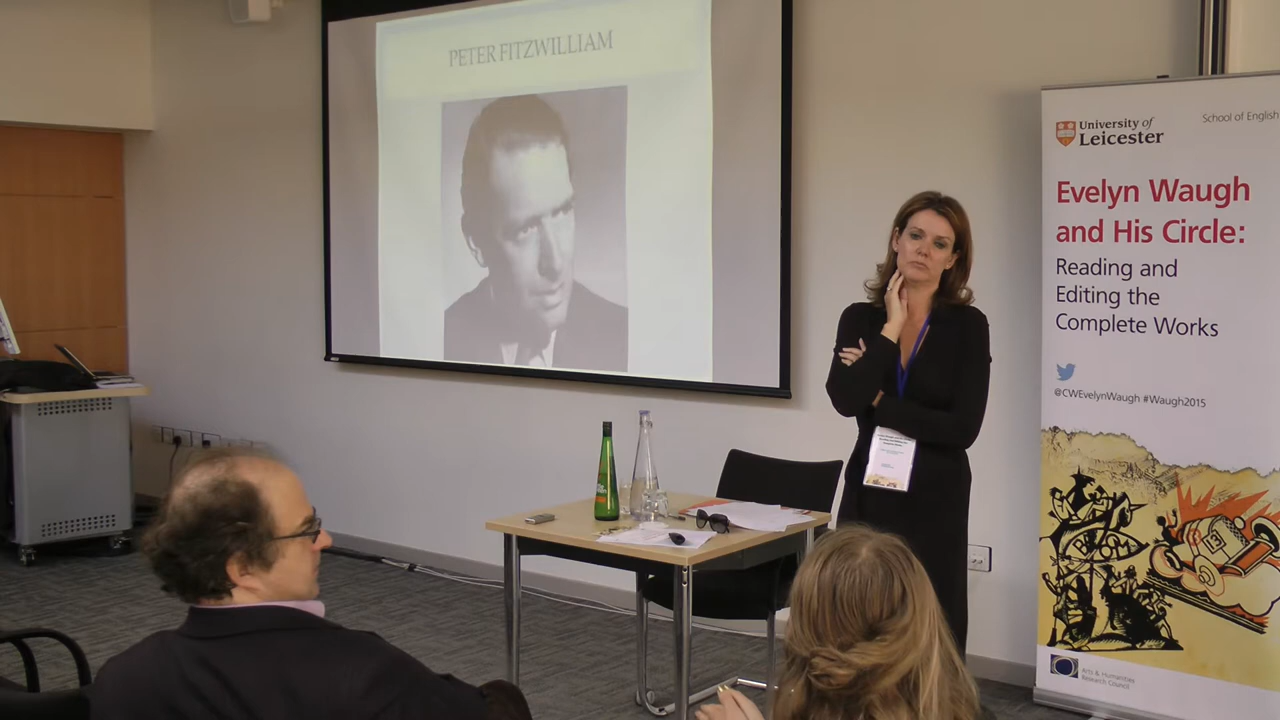 PETER FITZWILLIAM
University of
Leicester
School of English
Evelyn Waugh
and His Circle:
Reading and
Editing the
Complete Works
@CWEvelynWaugh #Waugh2015
Arts & Humanities
Research Council